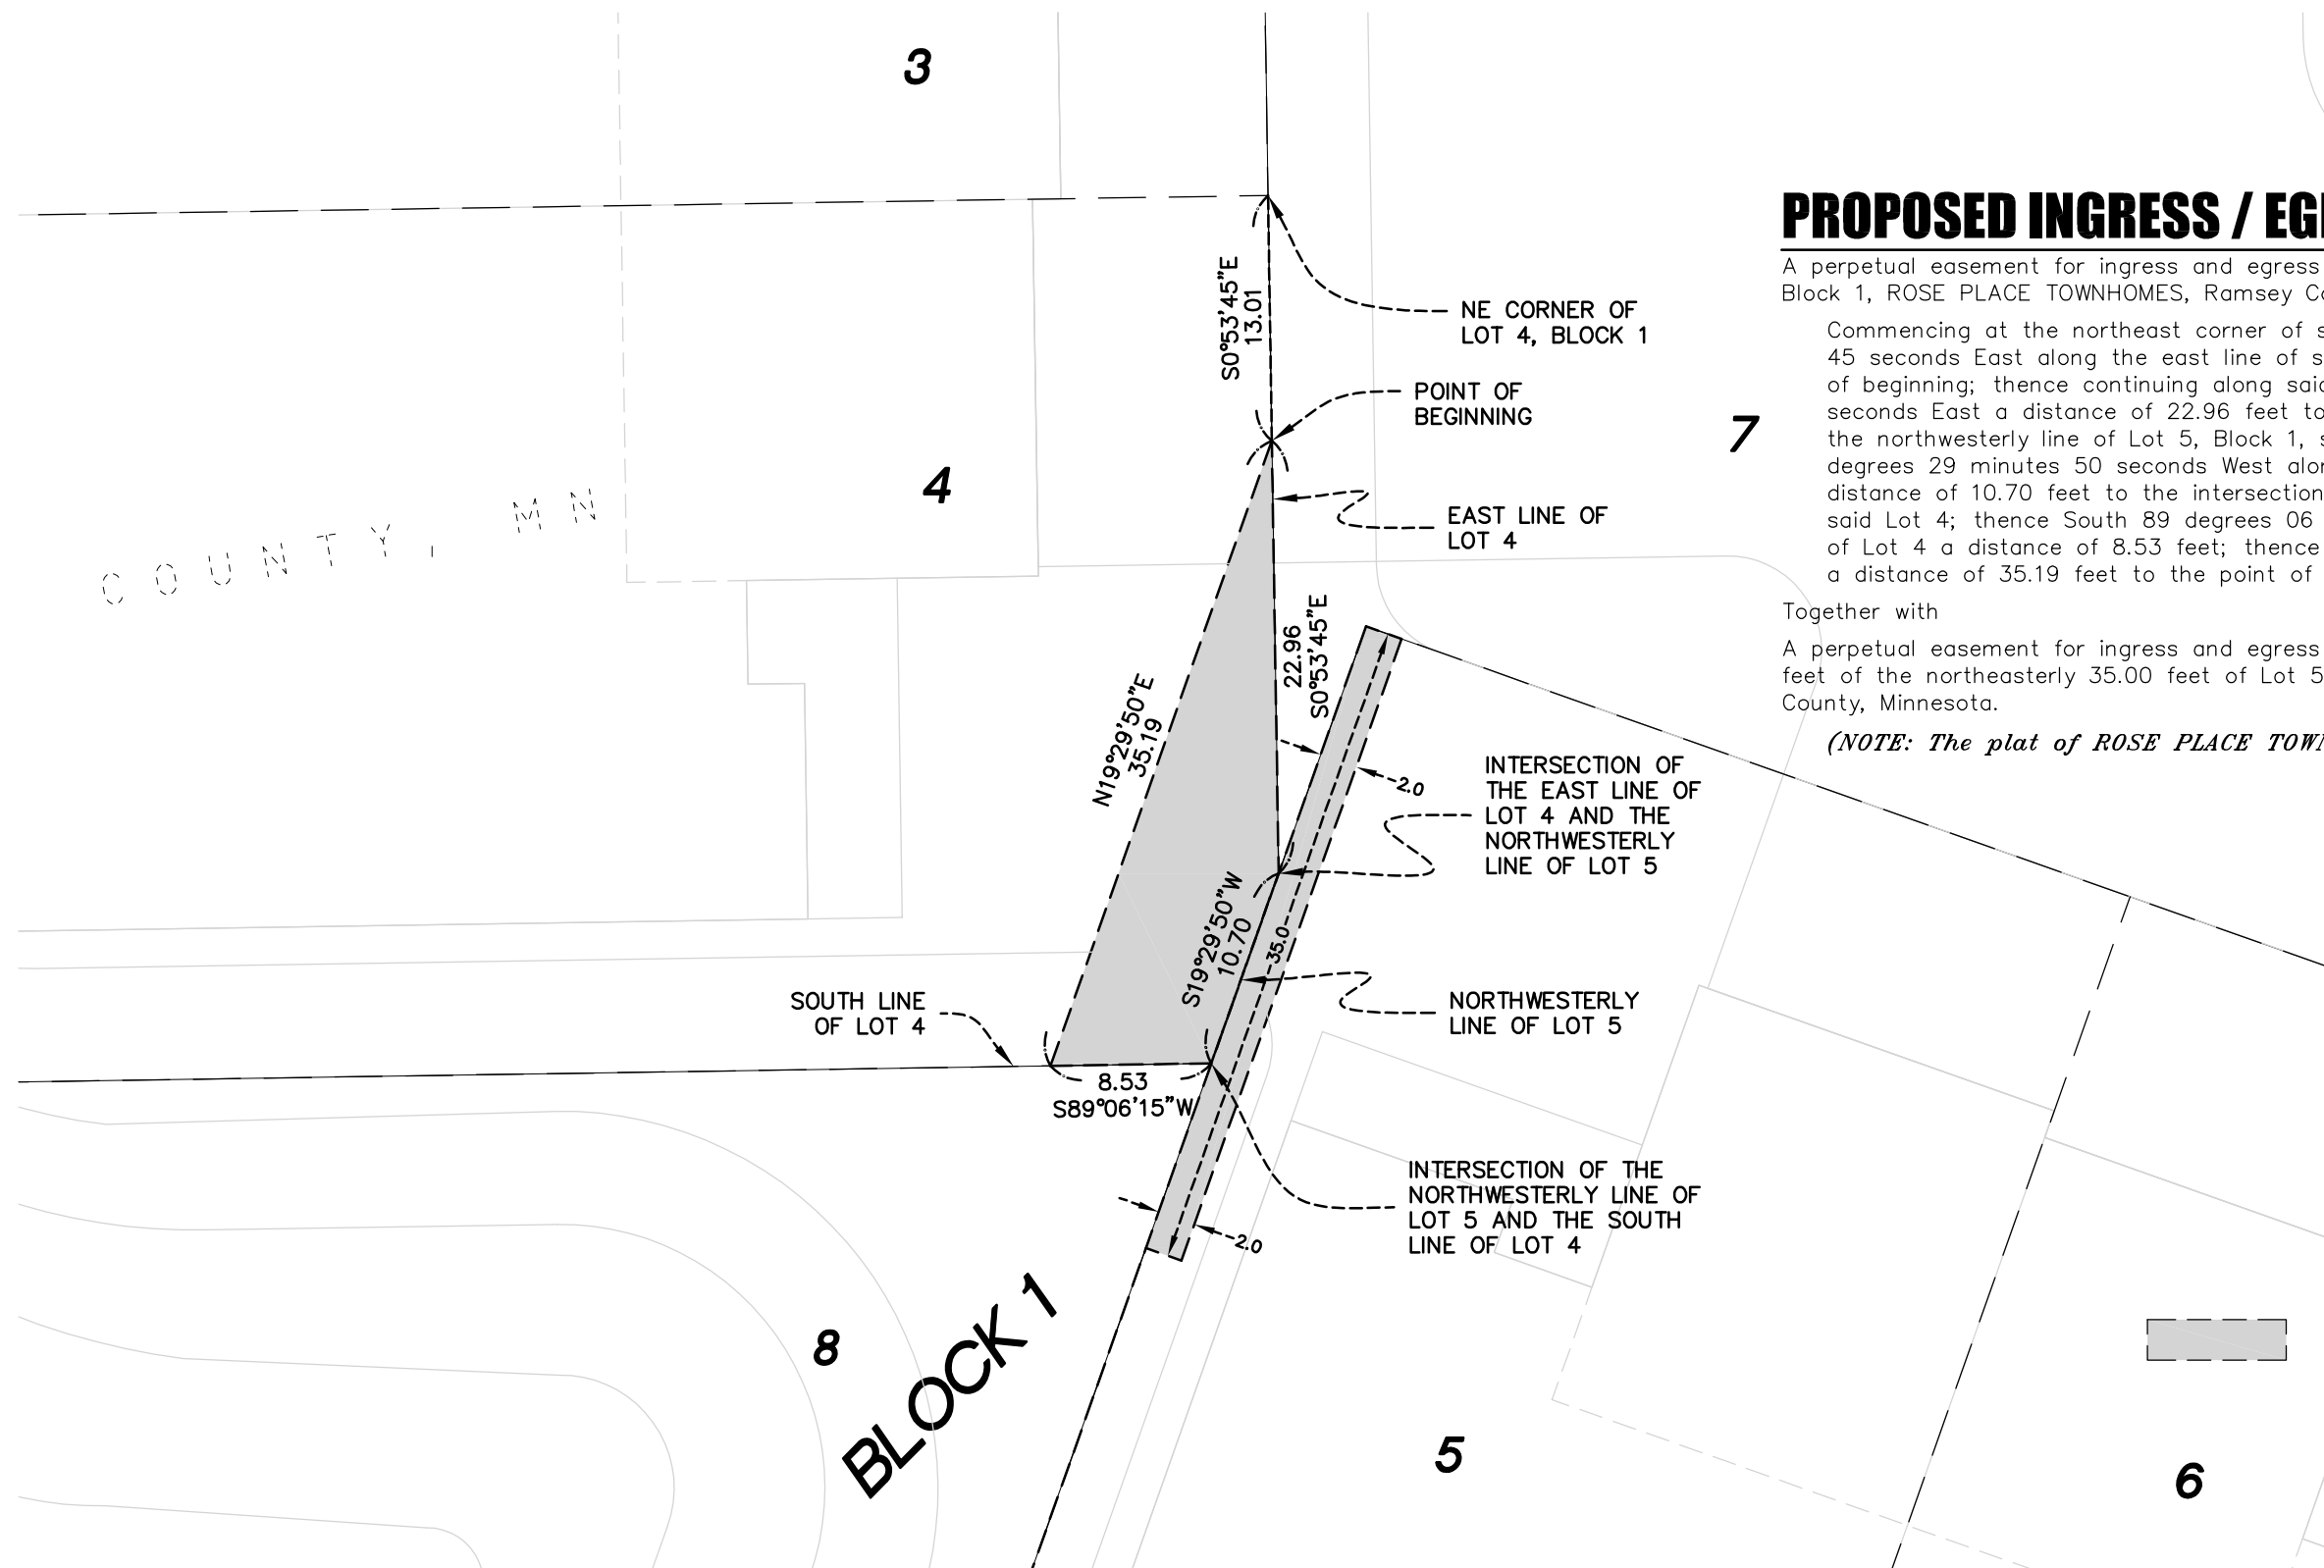 3
PROPOSED INGRESS / EG
A perpetual easement for ingress and egress
Block 1, ROSE PLACE TOWNHOMES, Ramsey Co
Commencing at the northeast corner of s
45 seconds East along the east line of s
of beginning; thence continuing along said
seconds East a distance of 22.96 feet to
the northwesterly line of Lot 5, Block 1, s
degrees 29 minutes 50 seconds West alon
distance of 10.70 feet to the intersection
said Lot 4; thence South 89 degrees 06
of Lot 4 a distance of 8.53 feet; thence
a distance of 35.19 feet to the point of
Together with
A perpetual easement for ingress and egress
feet of the northeasterly 35.00 feet of Lot 5
County, Minnesota.
(NOTE: The plat of ROSE PLACE TOWN
S0°53'45"E
13.01
NE CORNER OF
LOT 4, BLOCK 1
POINT OF
BEGINNING
7
4
COUNTY, MN
EAST LINE OF
LOT 4
22.96
S0°53'45"E
N19°29'50"E
35.19
2.0
INTERSECTION OF
THE EAST LINE OF
LOT 4 AND THE
NORTHWESTERLY
LINE OF LOT 5
S19°29'50"W
10.70
35.0
SOUTH LINE
OF LOT 4
NORTHWESTERLY
LINE OF LOT 5
8.53
S89°06'15"W
INTERSECTION OF THE
NORTHWESTERLY LINE OF
LOT 5 AND THE SOUTH
LINE OF LOT 4
2.0
BLOCK 1
8
5
6